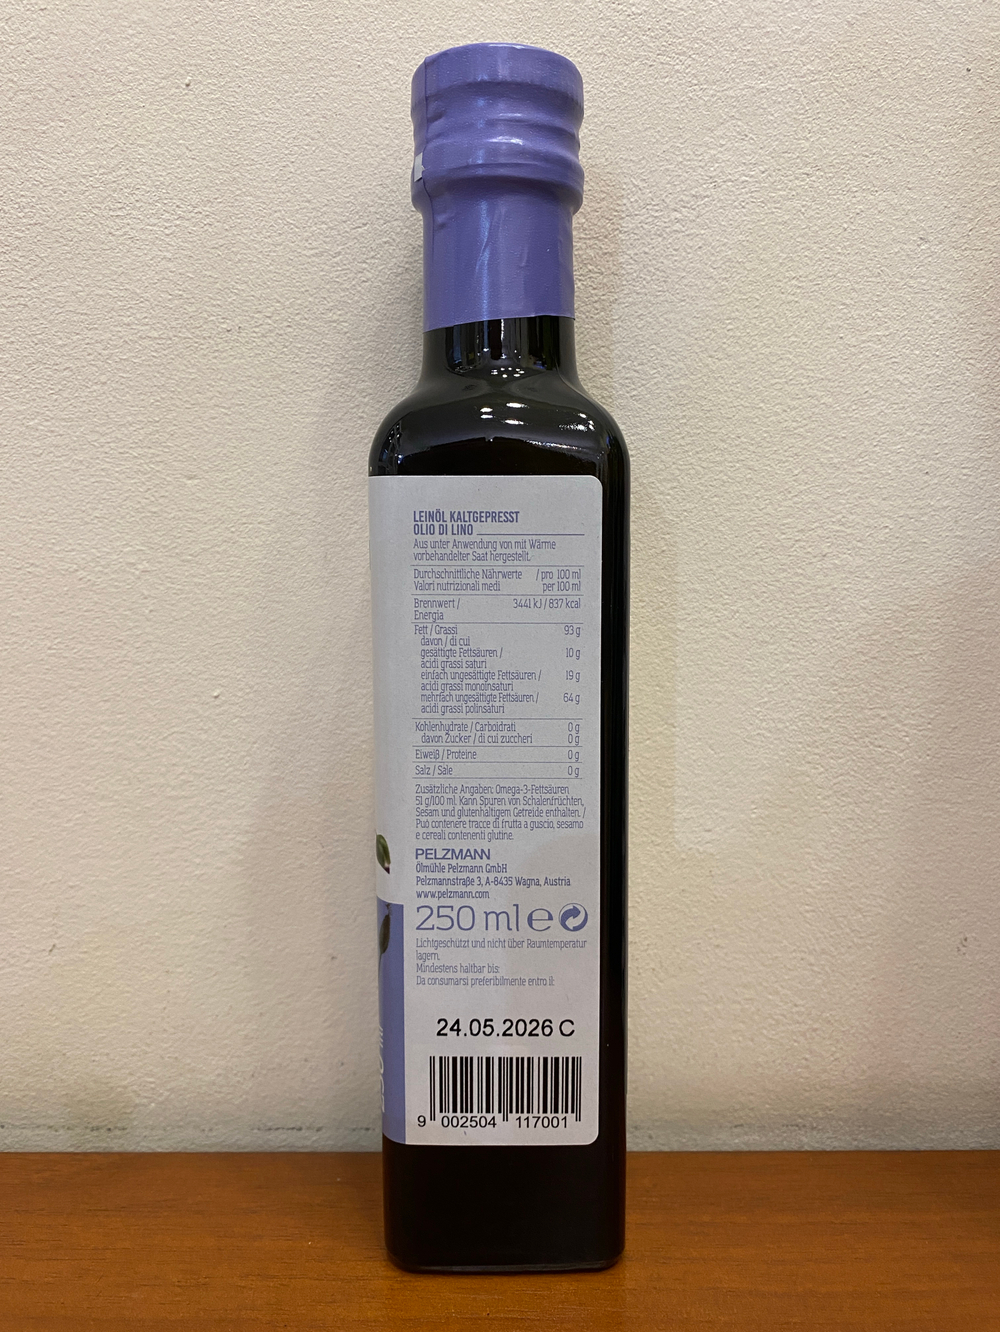 LEINÖL KALTGEPRESST
OLIO DI LINO
Aus unter Anwendung von mit Wärme
vorbehandelter Saat hergestellt.
Durchschnittliche Nährwerte / pro 100 ml
Valori nutrizionali medi per 100 ml
Brennwert / 3441 kJ / 837 kcal
Energia
Fett / Grassi 93 g
davon / di cui
gesättigte Fettsäuren / 10 g
acidi grassi saturi
einfach ungesättigte Fettsäuren / 19 g
acidi grassi monoinsaturi
mehrfach ungesättigte Fettsäuren / 64 g
acidi grassi polinsaturi
Kohlenhydrate / Carboidrati 0 g
davon Zucker / di cui zuccheri 0 g
Eiweiß / Proteine 0 g
Salz / Sale 0 g
Zusätzliche Angaben: Omega-3-Fettsäuren
51 g/100 ml. Kann Spuren von Schalenfrüchten,
Sesam und glutenhaltigem Getreide enthalten. /
Può contenere tracce di frutta a guscio, sesamo
e cereali contenenti glutine.
PELZMANN
Ölmühle Pelzmann GmbH
Pelzmannstraße 3, A-8435 Wagna, Austria
www.pelzmann.com
250 ml e
Lichtgeschützt und nicht über Raumtemperatur
lagern.
Mindestens haltbar bis:
Da consumarsi preferibilmente entro il:
24.05.2026 C
9 002504 117001